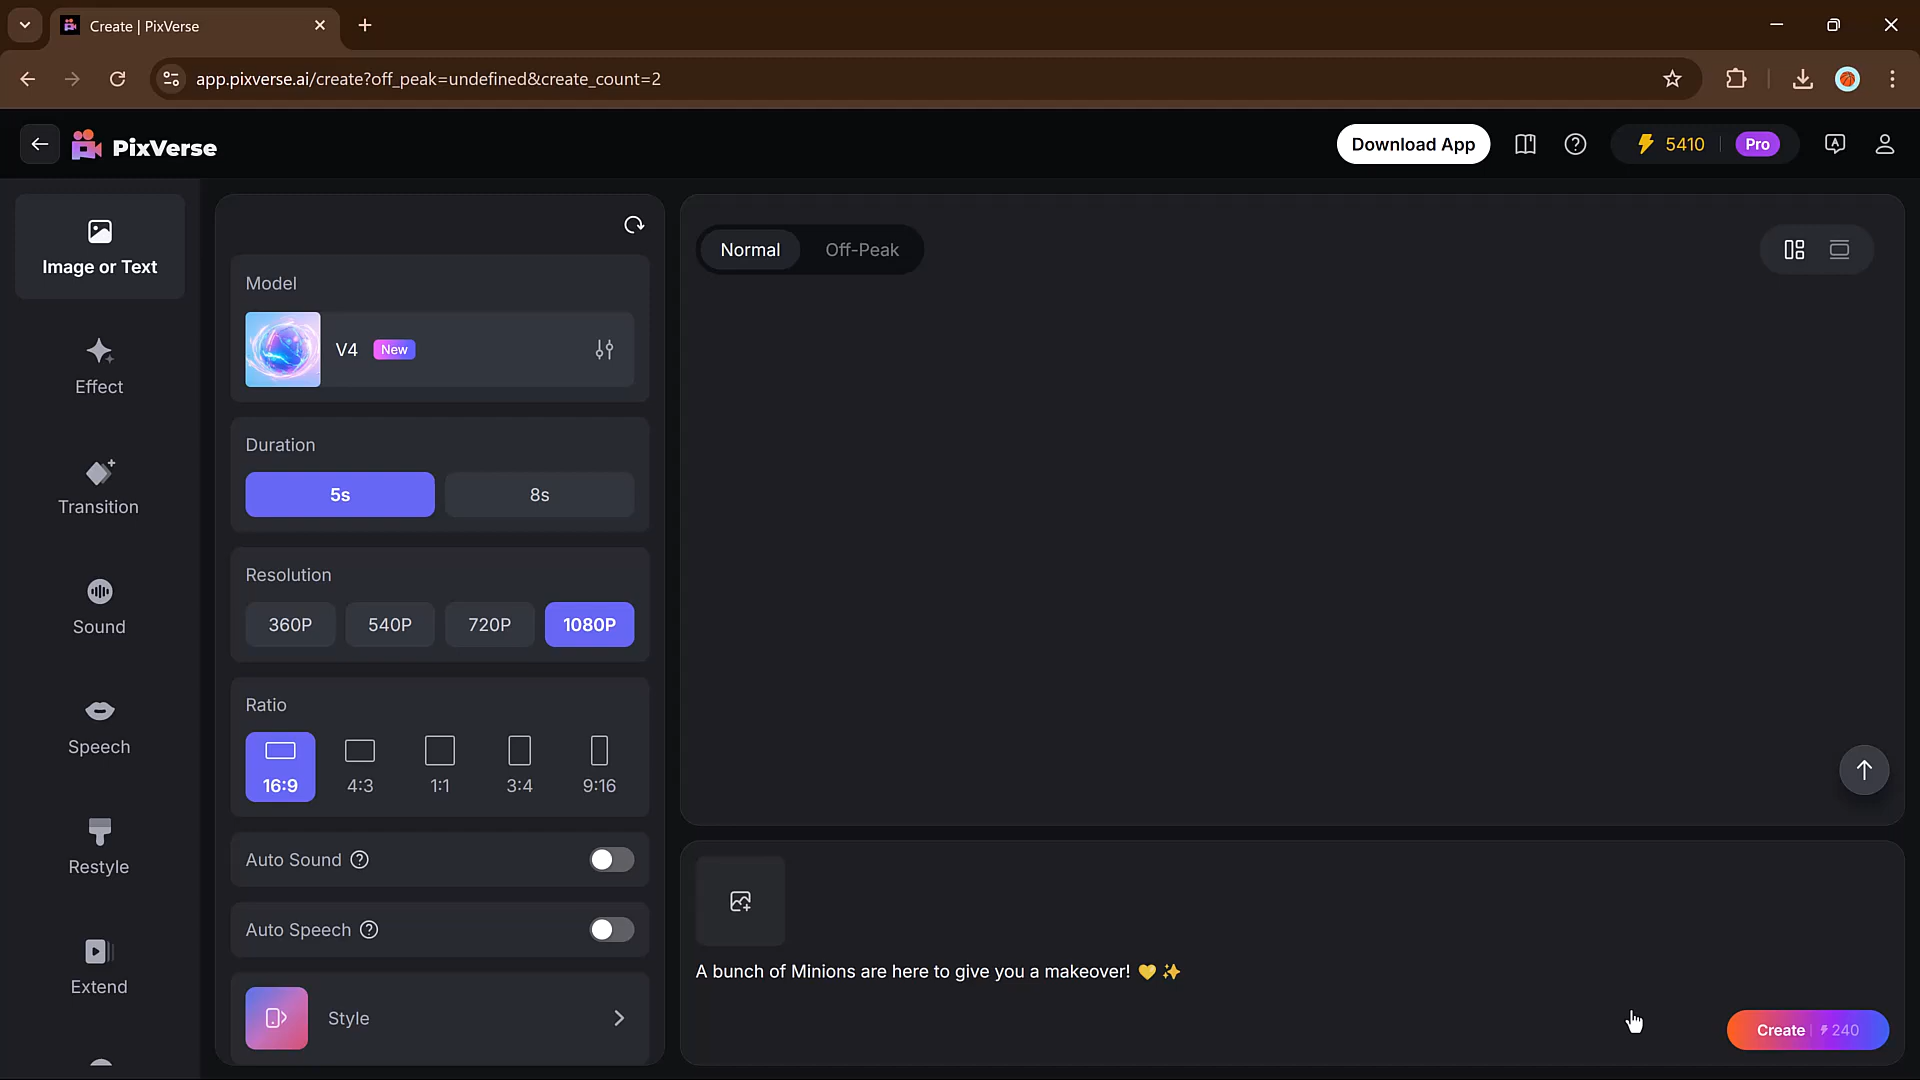 Create | PixVerse
app.pixverse.ai/create?off_peak=undefined&create_count=2
PixVerse
Download App
5410
Pro
Image or Text
Effect
Transition
Sound
Speech
Restyle
Extend
Model
V4
New
Duration
5s
8s
Resolution
360P
540P
720P
1080P
Ratio
16:9
4:3
1:1
3:4
9:16
Auto Sound
Auto Speech
Style
Normal
Off-Peak
A bunch of Minions are here to give you a makeover! 💛 ✨
Create
240